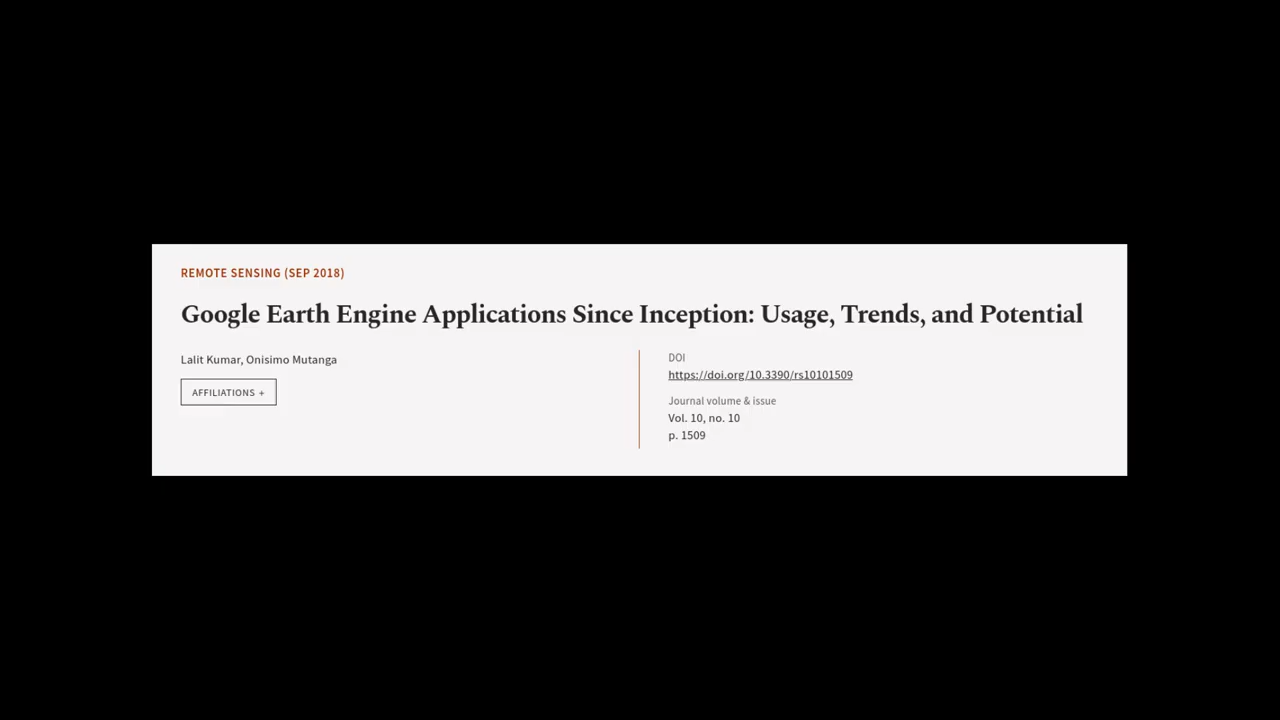 REMOTE SENSING (SEP 2018)
Google Earth Engine Applications Since Inception: Usage, Trends, and Potential
Lalit Kumar, Onisimo Mutanga
AFFILIATIONS +
DOI
https://doi.org/10.3390/rs10101509
Journal volume & issue
Vol. 10, no. 10
p. 1509